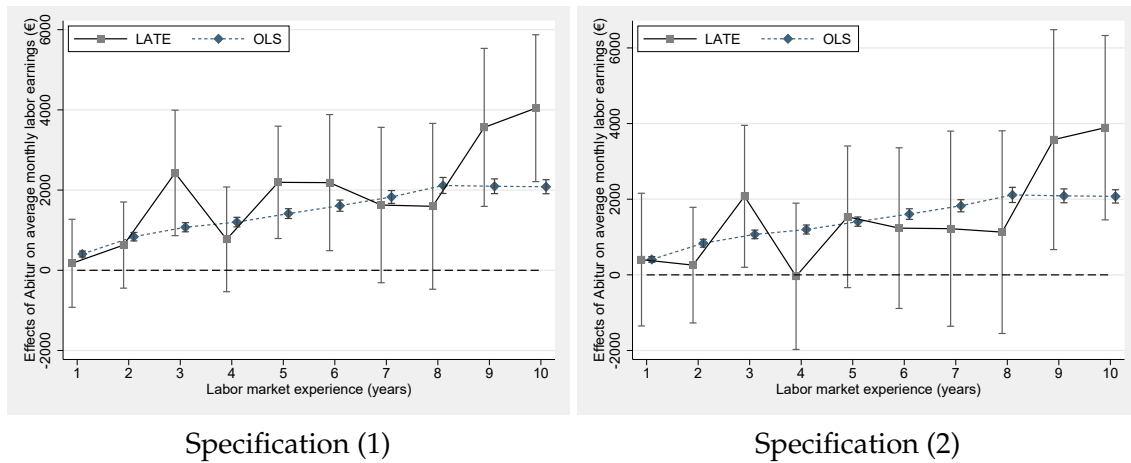 Effects of Abitur on average monthly labor earnings (€)
6000
4000
2000
0
-2000
LATE OLS
1 2 3 4 5 6 7 8 9 10
Labor market experience (years)
Specification (1)
Effects of Abitur on average monthly labor earnings (€)
6000
4000
2000
0
-2000
LATE OLS
1 2 3 4 5 6 7 8 9 10
Labor market experience (years)
Specification (2)